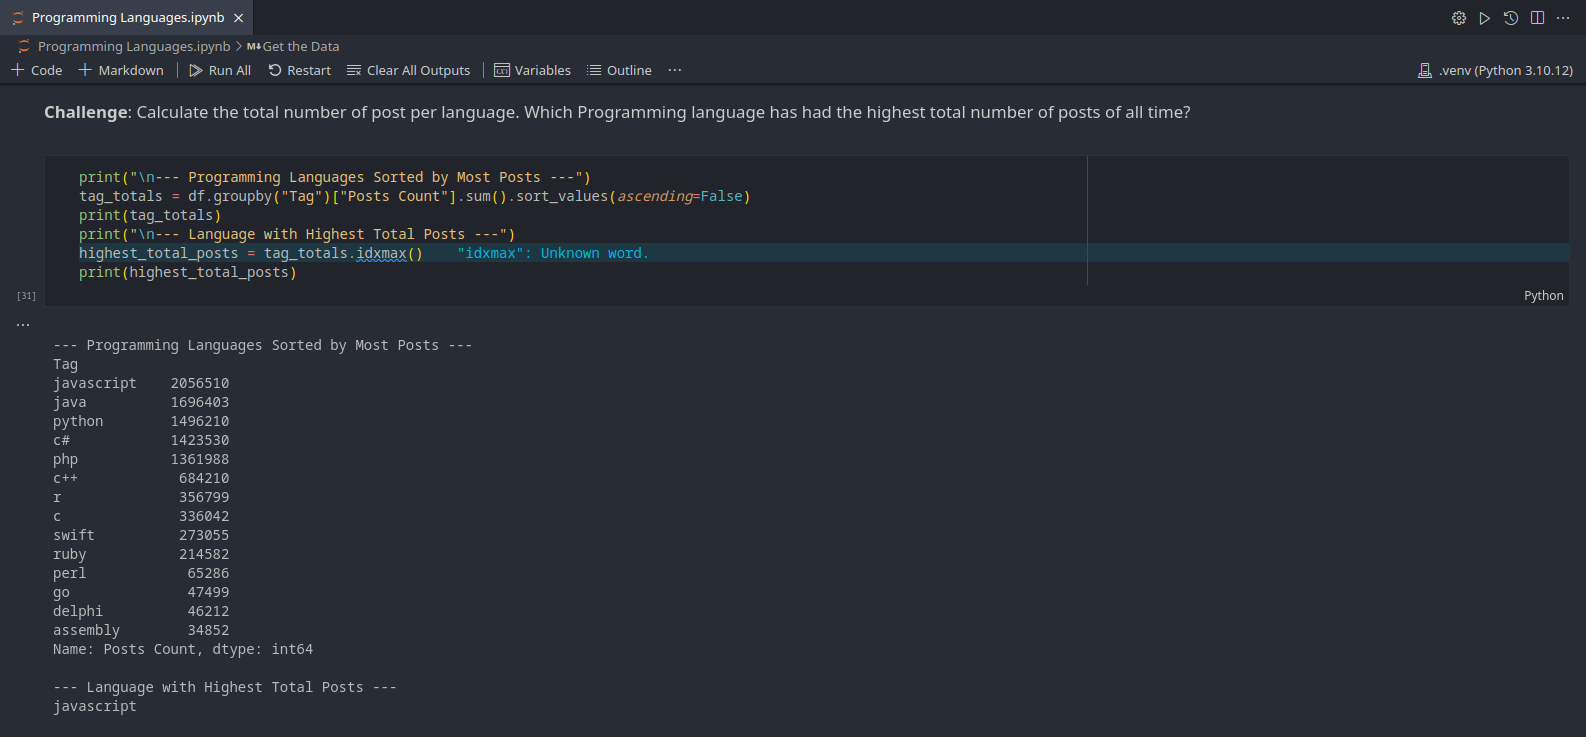 Programming Languages.ipynb
Programming Languages.ipynb > M↓Get the Data
Code Markdown Run All Restart Clear All Outputs Variables Outline ... .venv (Python 3.10.12)
Challenge: Calculate the total number of post per language. Which Programming language has had the highest total number of posts of all time?
print("\n--- Programming Languages Sorted by Most Posts ---")
tag_totals = df.groupby("Tag")["Posts Count"].sum().sort_values(ascending=False)
print(tag_totals)
print("\n--- Language with Highest Total Posts ---")
highest_total_posts = tag_totals.idxmax() "idxmax": Unknown word.
print(highest_total_posts)
[31] Python
...
--- Programming Languages Sorted by Most Posts ---
Tag
javascript 2056510
java 1696403
python 1496210
c# 1423530
php 1361988
c++ 684210
r 356799
c 336042
swift 273055
ruby 214582
perl 65286
go 47499
delphi 46212
assembly 34852
Name: Posts Count, dtype: int64
--- Language with Highest Total Posts ---
javascript